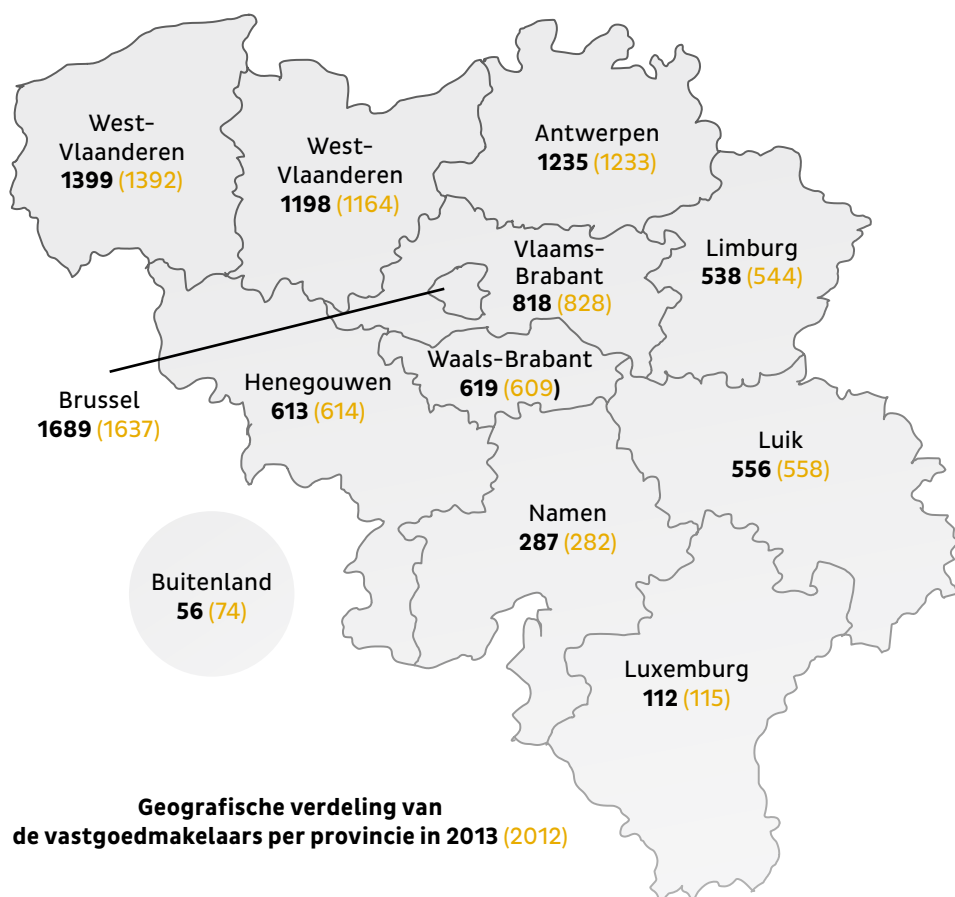 West-
Vlaanderen
1399 (1392)
West-
Vlaanderen
1198 (1164)
Antwerpen
1235 (1233)
Limburg
538 (544)
Vlaams-
Brabant
818 (828)
Waals-Brabant
619 (609)
Henegouwen
613 (614)
Brussel
1689 (1637)
Luik
556 (558)
Namen
287 (282)
Buitenland
56 (74)
Luxemburg
112 (115)
Geografische verdeling van
de vastgoedmakelaars per provincie in 2013 (2012)